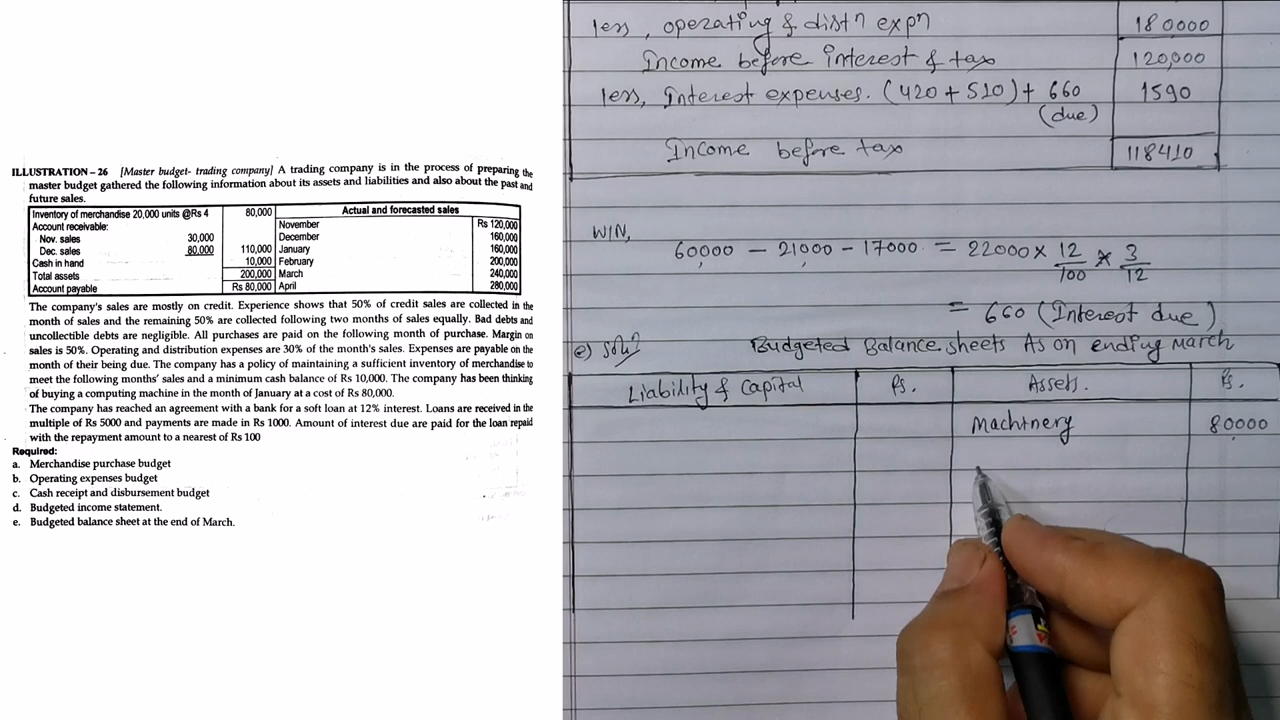 ILLUSTRATION – 26 [Master budget- trading company] A trading company is in the process of preparing the
master budget gathered the following information about its assets and liabilities and also about the past and
future sales.
Inventory of merchandise 20,000 units @Rs 4 80,000 Actual and forecasted sales
Account receivable: November Rs 120,000
Nov. sales 30,000 December 160,000
Dec. sales 80,000 110,000 January 160,000
Cash in hand 10,000 February 200,000
Total assets 200,000 March 240,000
Account payable Rs 80,000 April 280,000
The company's sales are mostly on credit. Experience shows that 50% of credit sales are collected in the
month of sales and the remaining 50% are collected following two months of sales equally. Bad debts and
uncollectible debts are negligible. All purchases are paid on the following month of purchase. Margin on
sales is 50%. Operating and distribution expenses are 30% of the month's sales. Expenses are payable on the
month of their being due. The company has a policy of maintaining a sufficient inventory of merchandise to
meet the following months' sales and a minimum cash balance of Rs 10,000. The company has been thinking
of buying a computing machine in the month of January at a cost of Rs 80,000.
The company has reached an agreement with a bank for a soft loan at 12% interest. Loans are received in the
multiple of Rs 5000 and payments are made in Rs 1000. Amount of interest due are paid for the loan repaid
with the repayment amount to a nearest of Rs 100
Required:
a. Merchandise purchase budget
b. Operating expenses budget
c. Cash receipt and disbursement budget
d. Budgeted income statement.
e. Budgeted balance sheet at the end of March.
less, operating & distn expn 180000
Income before interest & tax 120,000
less, Interest expenses. (420 + 510) + 660 1590
(due)
Income before tax 118410
W/N,
60000 – 21000 – 17000 = 22000 × 12/100 × 3/12
= 660 (Interest due)
e) soln Budgeted Balance sheets As on ending March
Liability & Capital Rs. Assets. Rs.
Machinery 80000